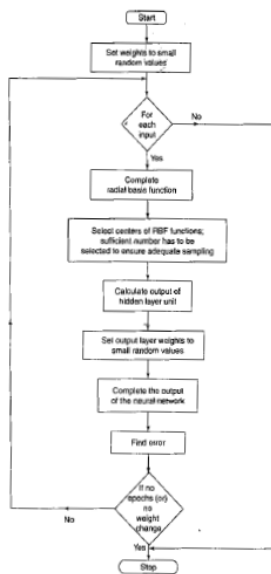 Start
Set weights to small
random values
For
each
input
No
Yes
Complete
radial basis function
Select centers of RBF functions;
sufficient number has to be
selected to ensure adequate sampling
Calculate output of
hidden layer unit
Set output layer weights to
small random values
Complete the output
of the neural network
Find error
If no
epochs (or)
no
weight
change
No
Yes
Stop